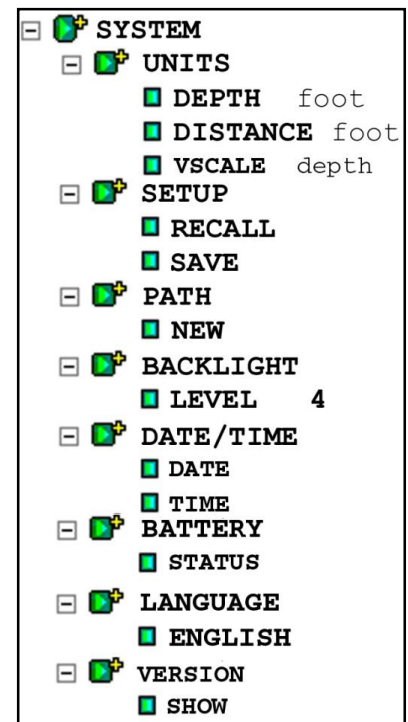 SYSTEM
UNITS
DEPTH foot
DISTANCE foot
VSCALE depth
SETUP
RECALL
SAVE
PATH
NEW
BACKLIGHT
LEVEL 4
DATE/TIME
DATE
TIME
BATTERY
STATUS
LANGUAGE
ENGLISH
VERSION
SHOW